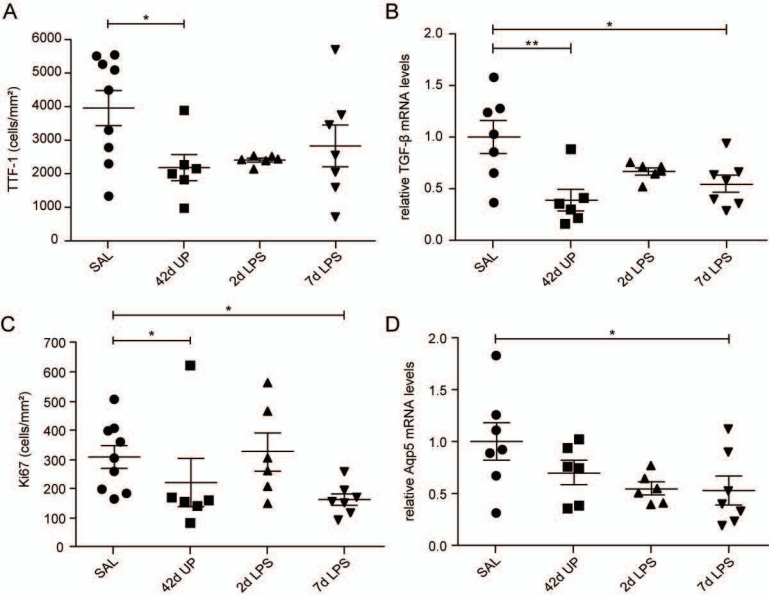 A
*
TTF-1 (cells/mm²)
6000
5000
4000
3000
2000
1000
0
SAL
42d UP
2d LPS
7d LPS
B
*
**
relative TGF-β mRNA levels
2.0
1.5
1.0
0.5
0.0
SAL
42d UP
2d LPS
7d LPS
C
*
*
Ki67 (cells/mm²)
700
600
500
400
300
200
100
0
SAL
42d UP
2d LPS
7d LPS
D
*
relative Aqp5 mRNA levels
2.0
1.5
1.0
0.5
0.0
SAL
42d UP
2d LPS
7d LPS